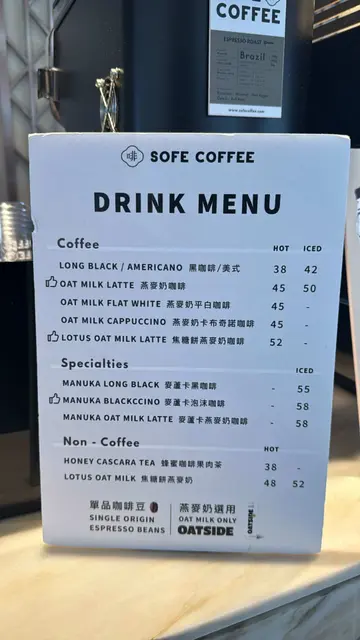 COFFEE
ESPRESSO ROAST
Brazil
www.sofecoffee.com
SOFE COFFEE
DRINK MENU
Coffee HOT ICED
LONG BLACK / AMERICANO 黑咖啡/美式 38 42
OAT MILK LATTE 燕麥奶咖啡 45 50
OAT MILK FLAT WHITE 燕麥奶平白咖啡 45 -
OAT MILK CAPPUCCINO 燕麥奶卡布奇諾咖啡 45 -
LOTUS OAT MILK LATTE 焦糖餅燕麥奶咖啡 52 -
Specialties ICED
MANUKA LONG BLACK 麥蘆卡黑咖啡 - 55
MANUKA BLACKCCINO 麥蘆卡泡沫咖啡 - 58
MANUKA OAT MILK LATTE 麥蘆卡燕麥奶咖啡 - 58
Non - Coffee HOT
HONEY CASCARA TEA 蜂蜜咖啡果肉茶 38 -
LOTUS OAT MILK 焦糖餅燕麥奶 48 52
單品咖啡豆
SINGLE ORIGIN
ESPRESSO BEANS
燕麥奶選用
OAT MILK ONLY
OATSIDE